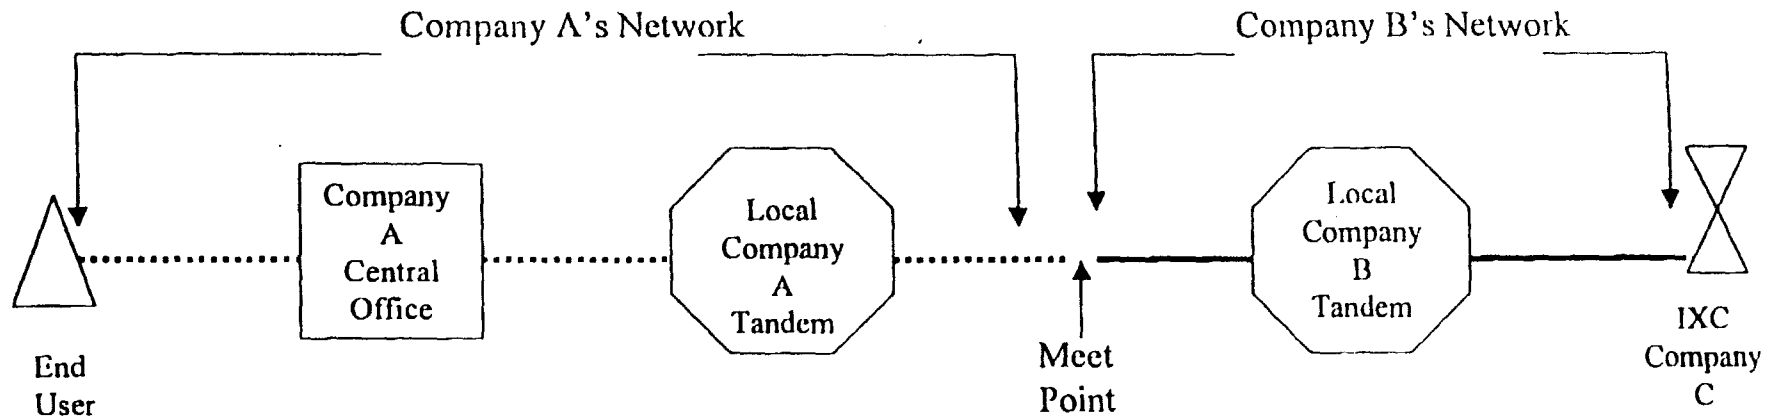 Company A's Network
Company B's Network
Company
A
Central
Office
Local
Company
A
Tandem
Local
Company
B
Tandem
End
User
Meet
Point
IXC
Company
C